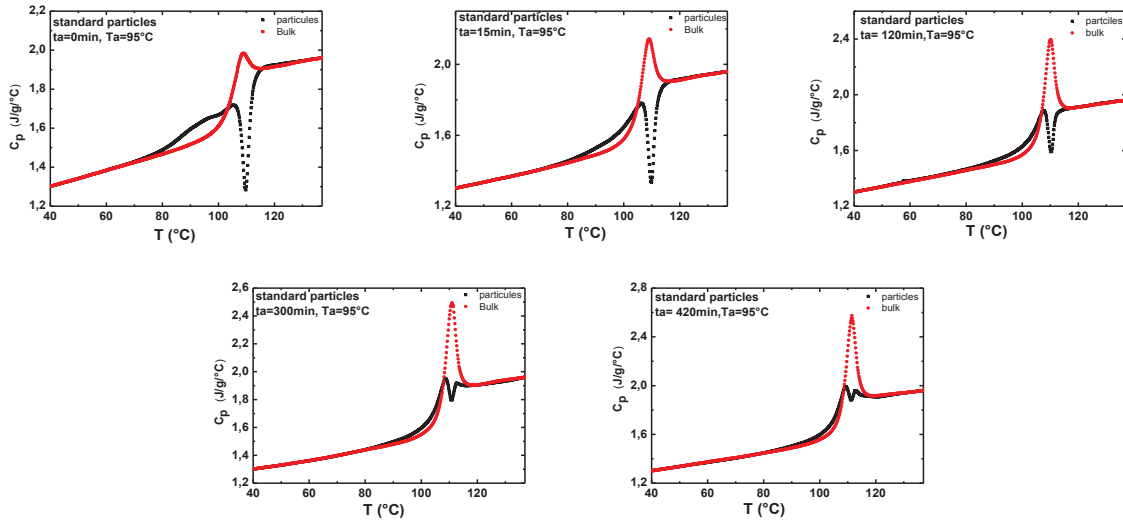 2,2
standard particles
ta=0min, Ta=95°C
particules
Bulk
2,0
1,8
1,6
1,4
1,2
Cp (J/g/°C)
40 60 80 100 120
T (°C)
2,4
standard particles
ta=15min, Ta=95°C
particules
Bulk
2,0
1,6
1,2
Cp (J/g/°C)
40 60 80 100 120
T (°C)
standard particles
ta= 120min,Ta=95°C
partciles
bulk
2,4
2,0
1,6
1,2
Cp (J/g/°C)
40 60 80 100 120
T (°C)
2,6
standard particles
ta=300min, Ta=95°C
particules
Bulk
2,4
2,2
2,0
1,8
1,6
1,4
1,2
Cp (J/g/°C)
40 60 80 100 120
T (°C)
2,8
standard particles
ta= 420min,Ta=95°C
particles
bulk
2,4
2,0
1,6
1,2
Cp (J/g/°C)
40 60 80 100 120
T (°C)